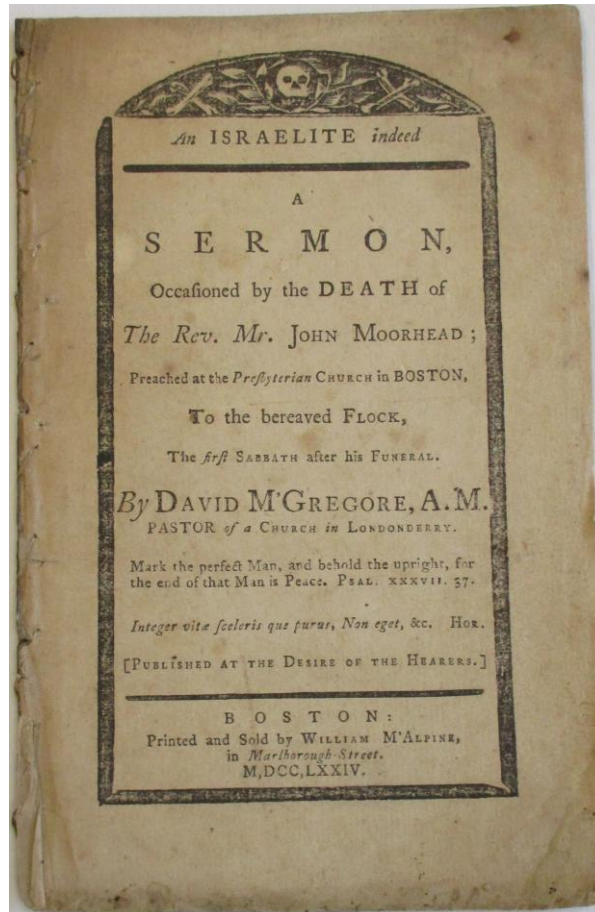 An ISRAELITE indeed
A
SERMON,
Occaſioned by the DEATH of
The Rev. Mr. JOHN MOORHEAD;
Preached at the Preſbyterian CHURCH in BOSTON,
To the bereaved FLOCK,
The firſt SABBATH after his FUNERAL.
By DAVID M'GREGORE, A.M.
PASTOR of a CHURCH in LONDONDERRY.
Mark the perfect Man, and behold the upright, for
the end of that Man is Peace. PSAL. XXXVII. 37.
Integer vitæ ſceleris que purus, Non eget, &c. HOR.
[PUBLISHED AT THE DESIRE OF THE HEARERS.]
BOSTON:
Printed and Sold by WILLIAM M'ALPINE,
in Marlborough-Street.
M,DCC,LXXIV.